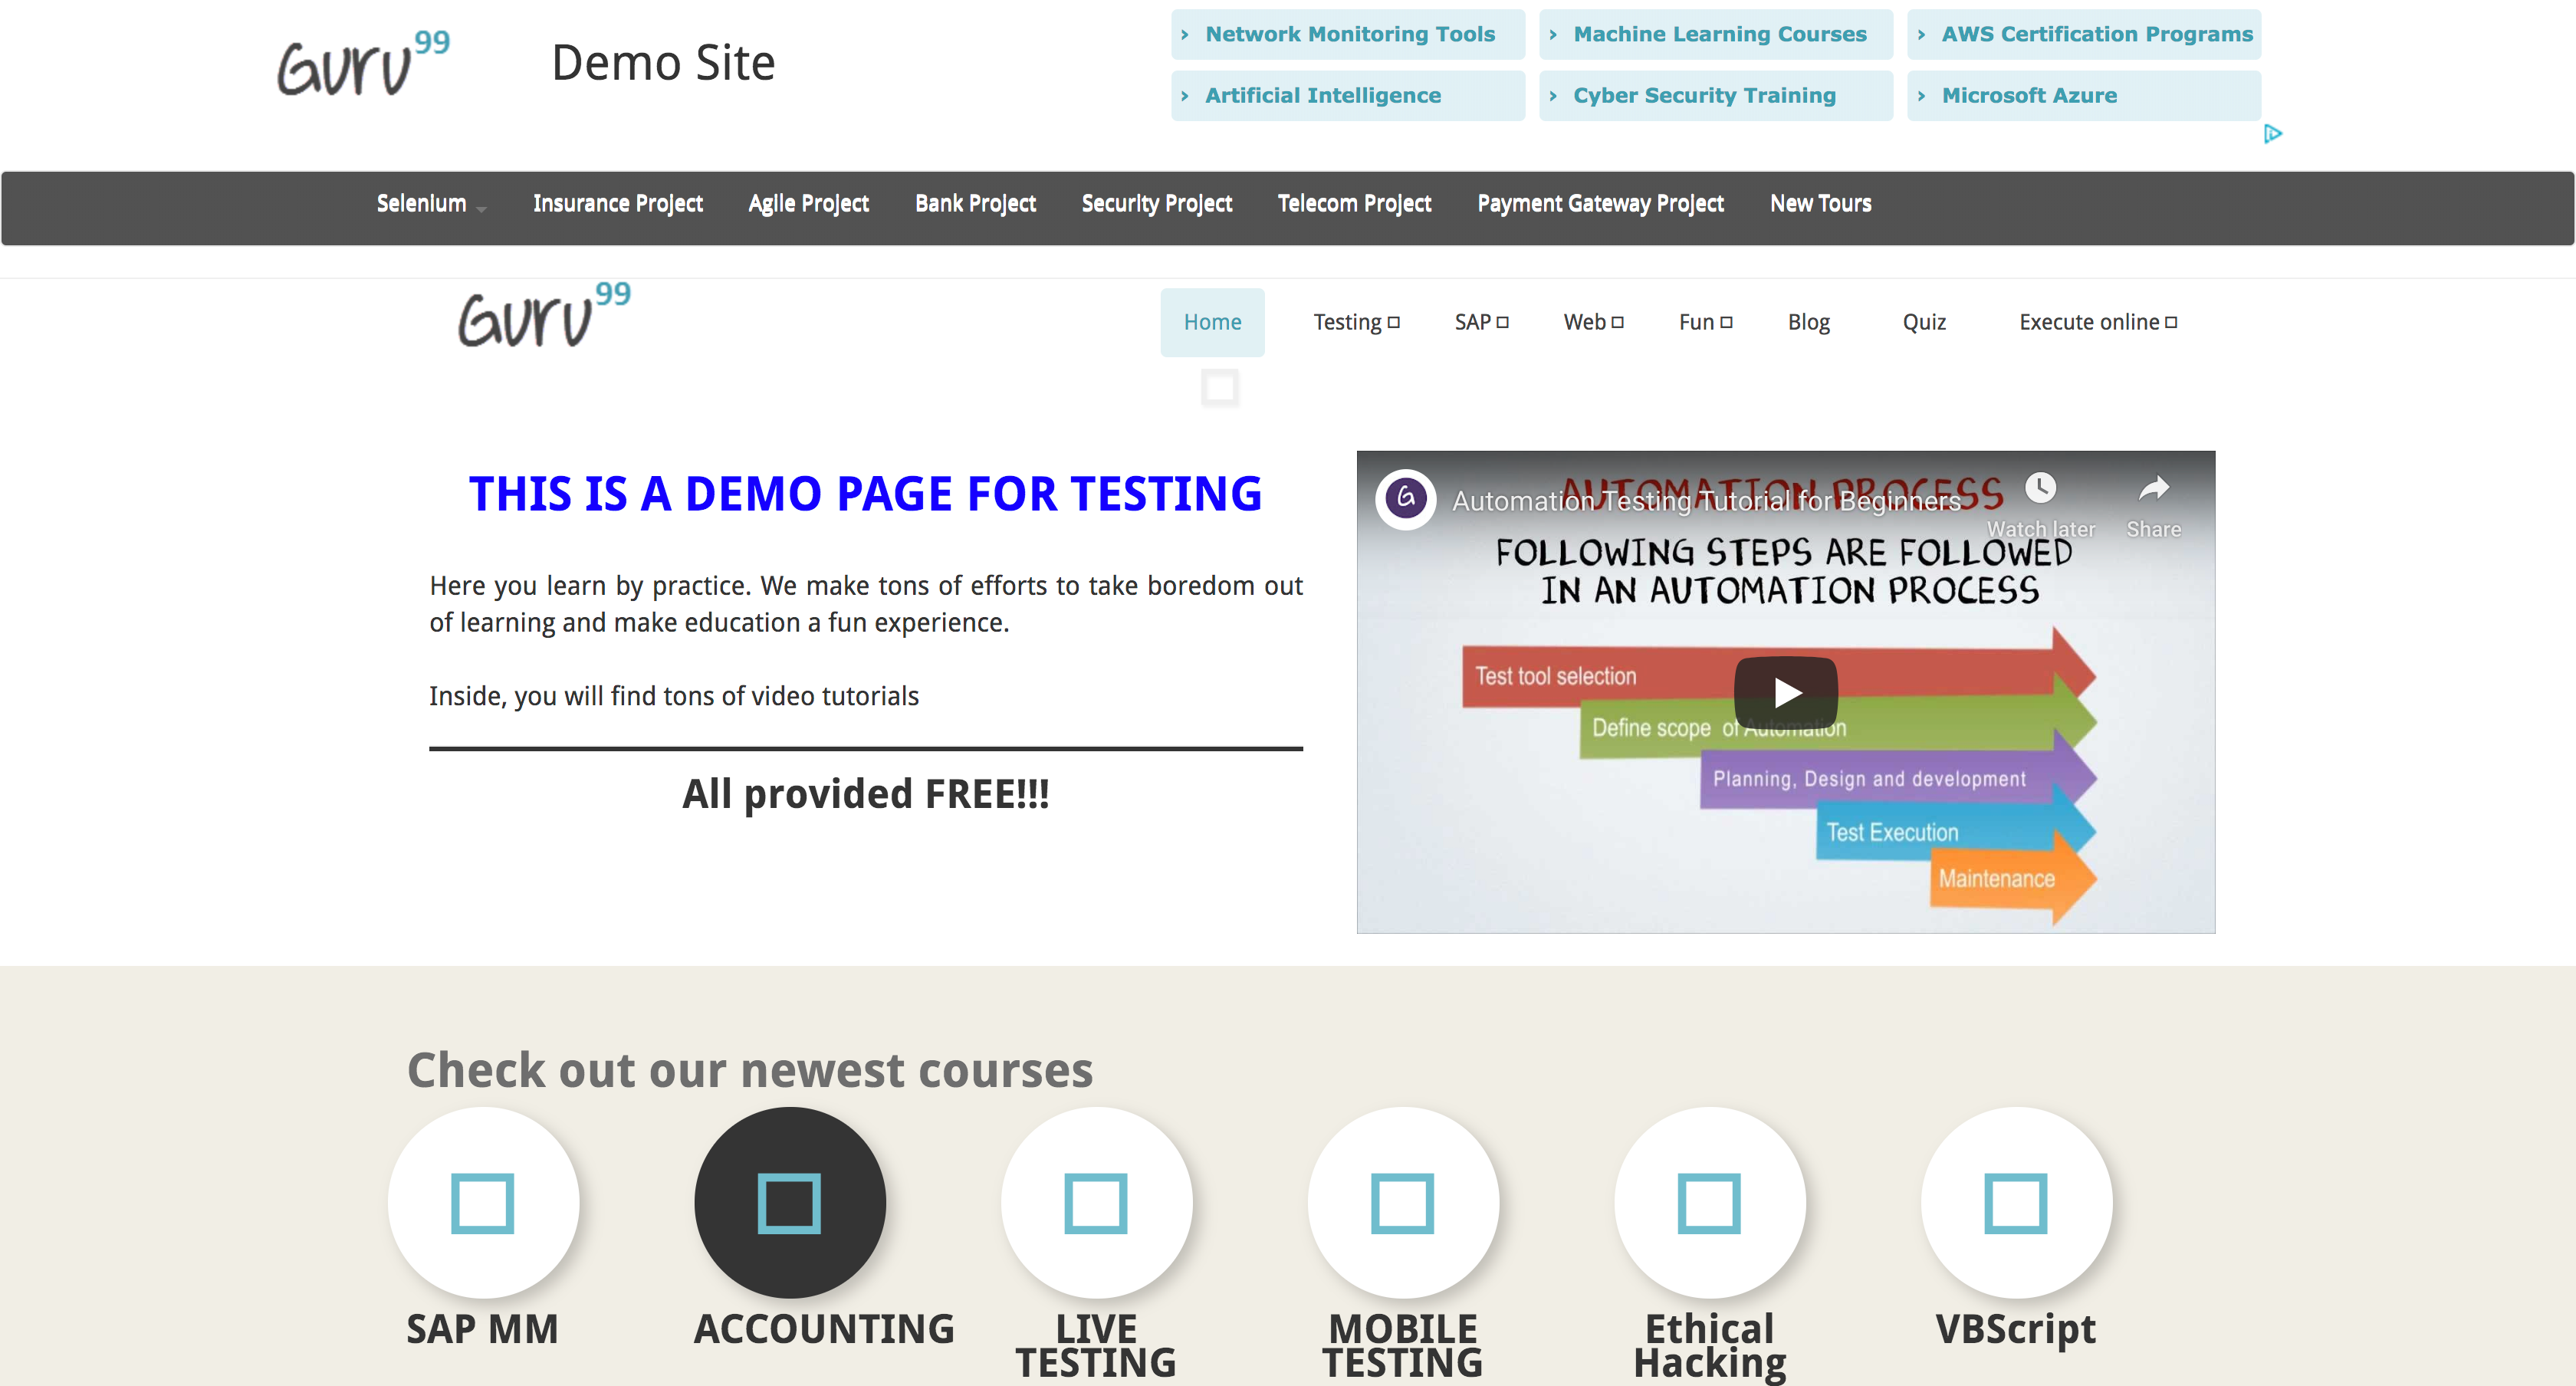 Guru99
Demo Site
Network Monitoring Tools
Machine Learning Courses
AWS Certification Programs
Artificial Intelligence
Cyber Security Training
Microsoft Azure
Selenium Insurance Project Agile Project Bank Project Security Project Telecom Project Payment Gateway Project New Tours
Guru99
Home Testing SAP Web Fun Blog Quiz Execute online
THIS IS A DEMO PAGE FOR TESTING
Here you learn by practice. We make tons of efforts to take boredom out
of learning and make education a fun experience.
Inside, you will find tons of video tutorials
All provided FREE!!!
G
Automation Testing Tutorial for Beginners
AUTOMATION PROCESS
Watch later
Share
FOLLOWING STEPS ARE FOLLOWED
IN AN AUTOMATION PROCESS
Test tool selection
Define scope of Automation
Planning, Design and development
Test Execution
Maintenance
Check out our newest courses
SAP MM
ACCOUNTING
LIVE
TESTING
MOBILE
TESTING
Ethical
Hacking
VBScript